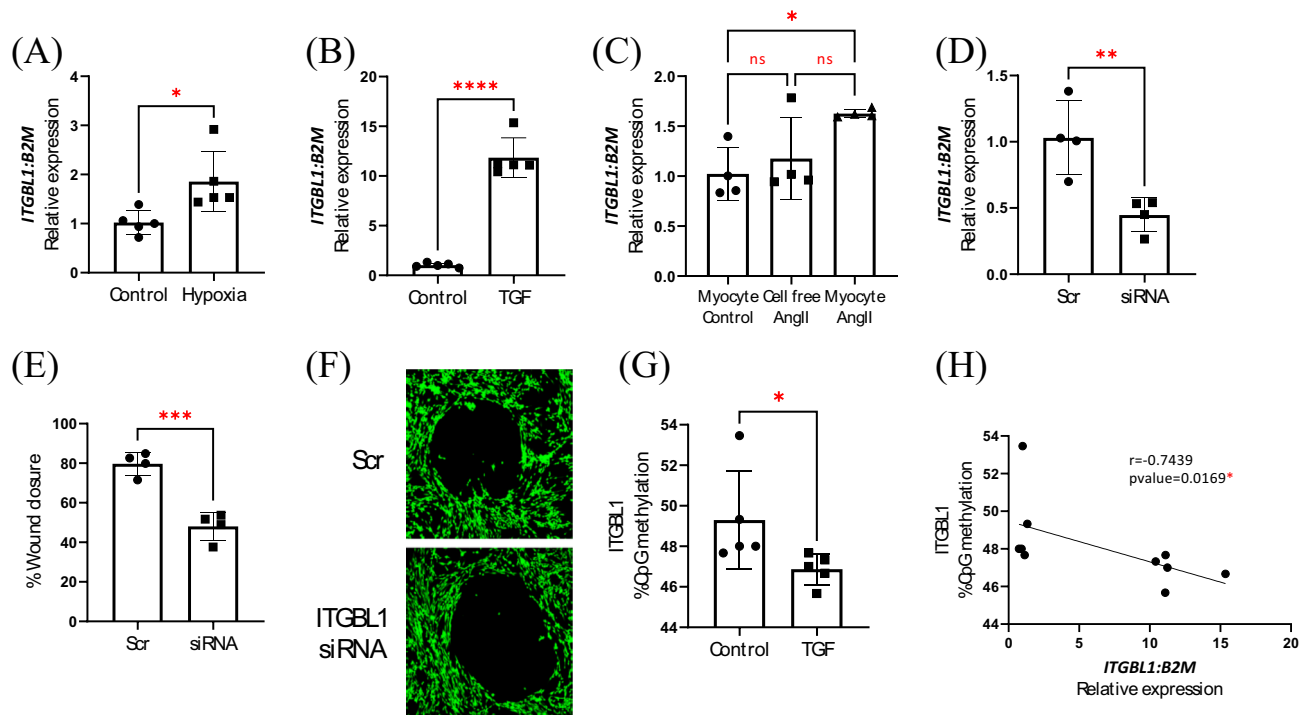 (A)
ITGBL1:B2M
Relative expression
4
3
2
1
0
*
Control
Hypoxia
(B)
ITGBL1:B2M
Relative expression
20
15
10
5
0
****
Control
TGF
(C)
ITGBL1:B2M
Relative expression
2.0
1.5
1.0
0.5
0.0
*
ns
ns
Myocyte Control
Cell free AngII
Myocyte AngII
(D)
ITGBL1:B2M
Relative expression
1.5
1.0
0.5
0.0
**
Scr
siRNA
(E)
% Wound closure
100
80
60
40
20
0
***
Scr
siRNA
(F)
Scr
ITGBL1
siRNA
(G)
ITGBL1
%CpG methylation
54
52
50
48
46
44
*
Control
TGF
(H)
ITGBL1
%CpG methylation
54
52
50
48
46
44
r=-0.7439
pvalue=0.0169*
0
5
10
15
20
ITGBL1:B2M
Relative expression